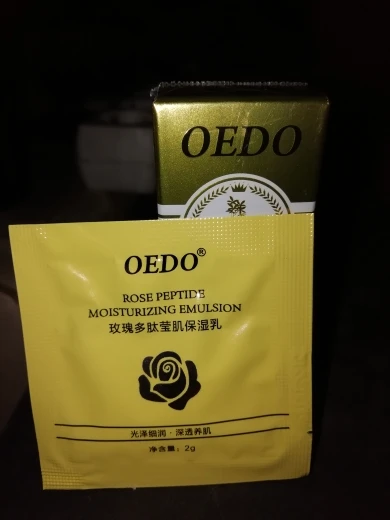 OEDO
OEDO®
ROSE PEPTIDE
MOISTURIZING EMULSION
玫瑰多肽莹肌保湿乳
光泽烟润·深透养肌
净含量：2g